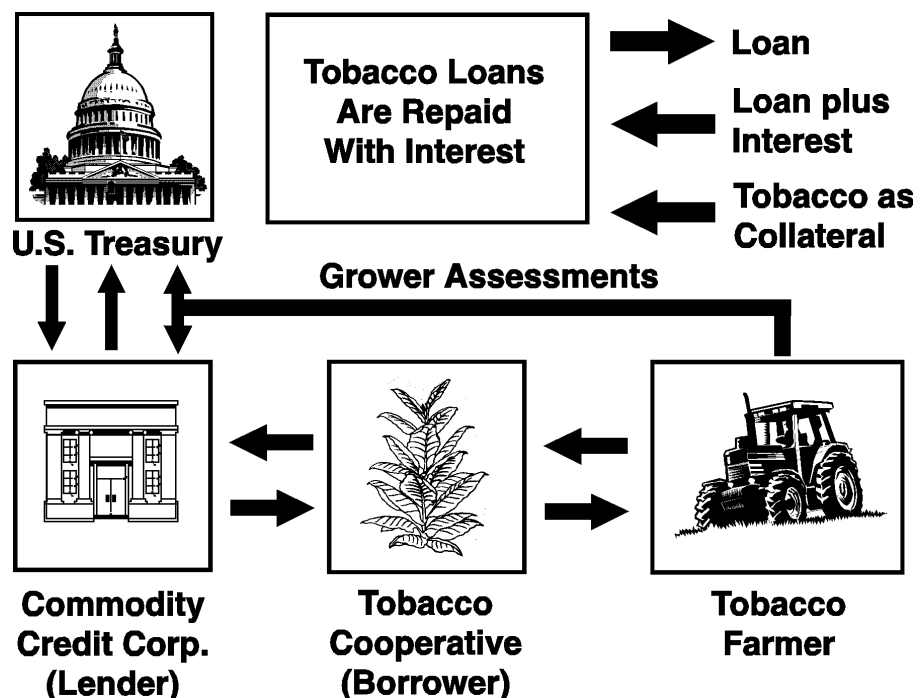 Tobacco Loans
Are Repaid
With Interest
Loan
Loan plus
Interest
Tobacco as
Collateral
U.S. Treasury
Grower Assessments
Commodity
Credit Corp.
(Lender)
Tobacco
Cooperative
(Borrower)
Tobacco
Farmer